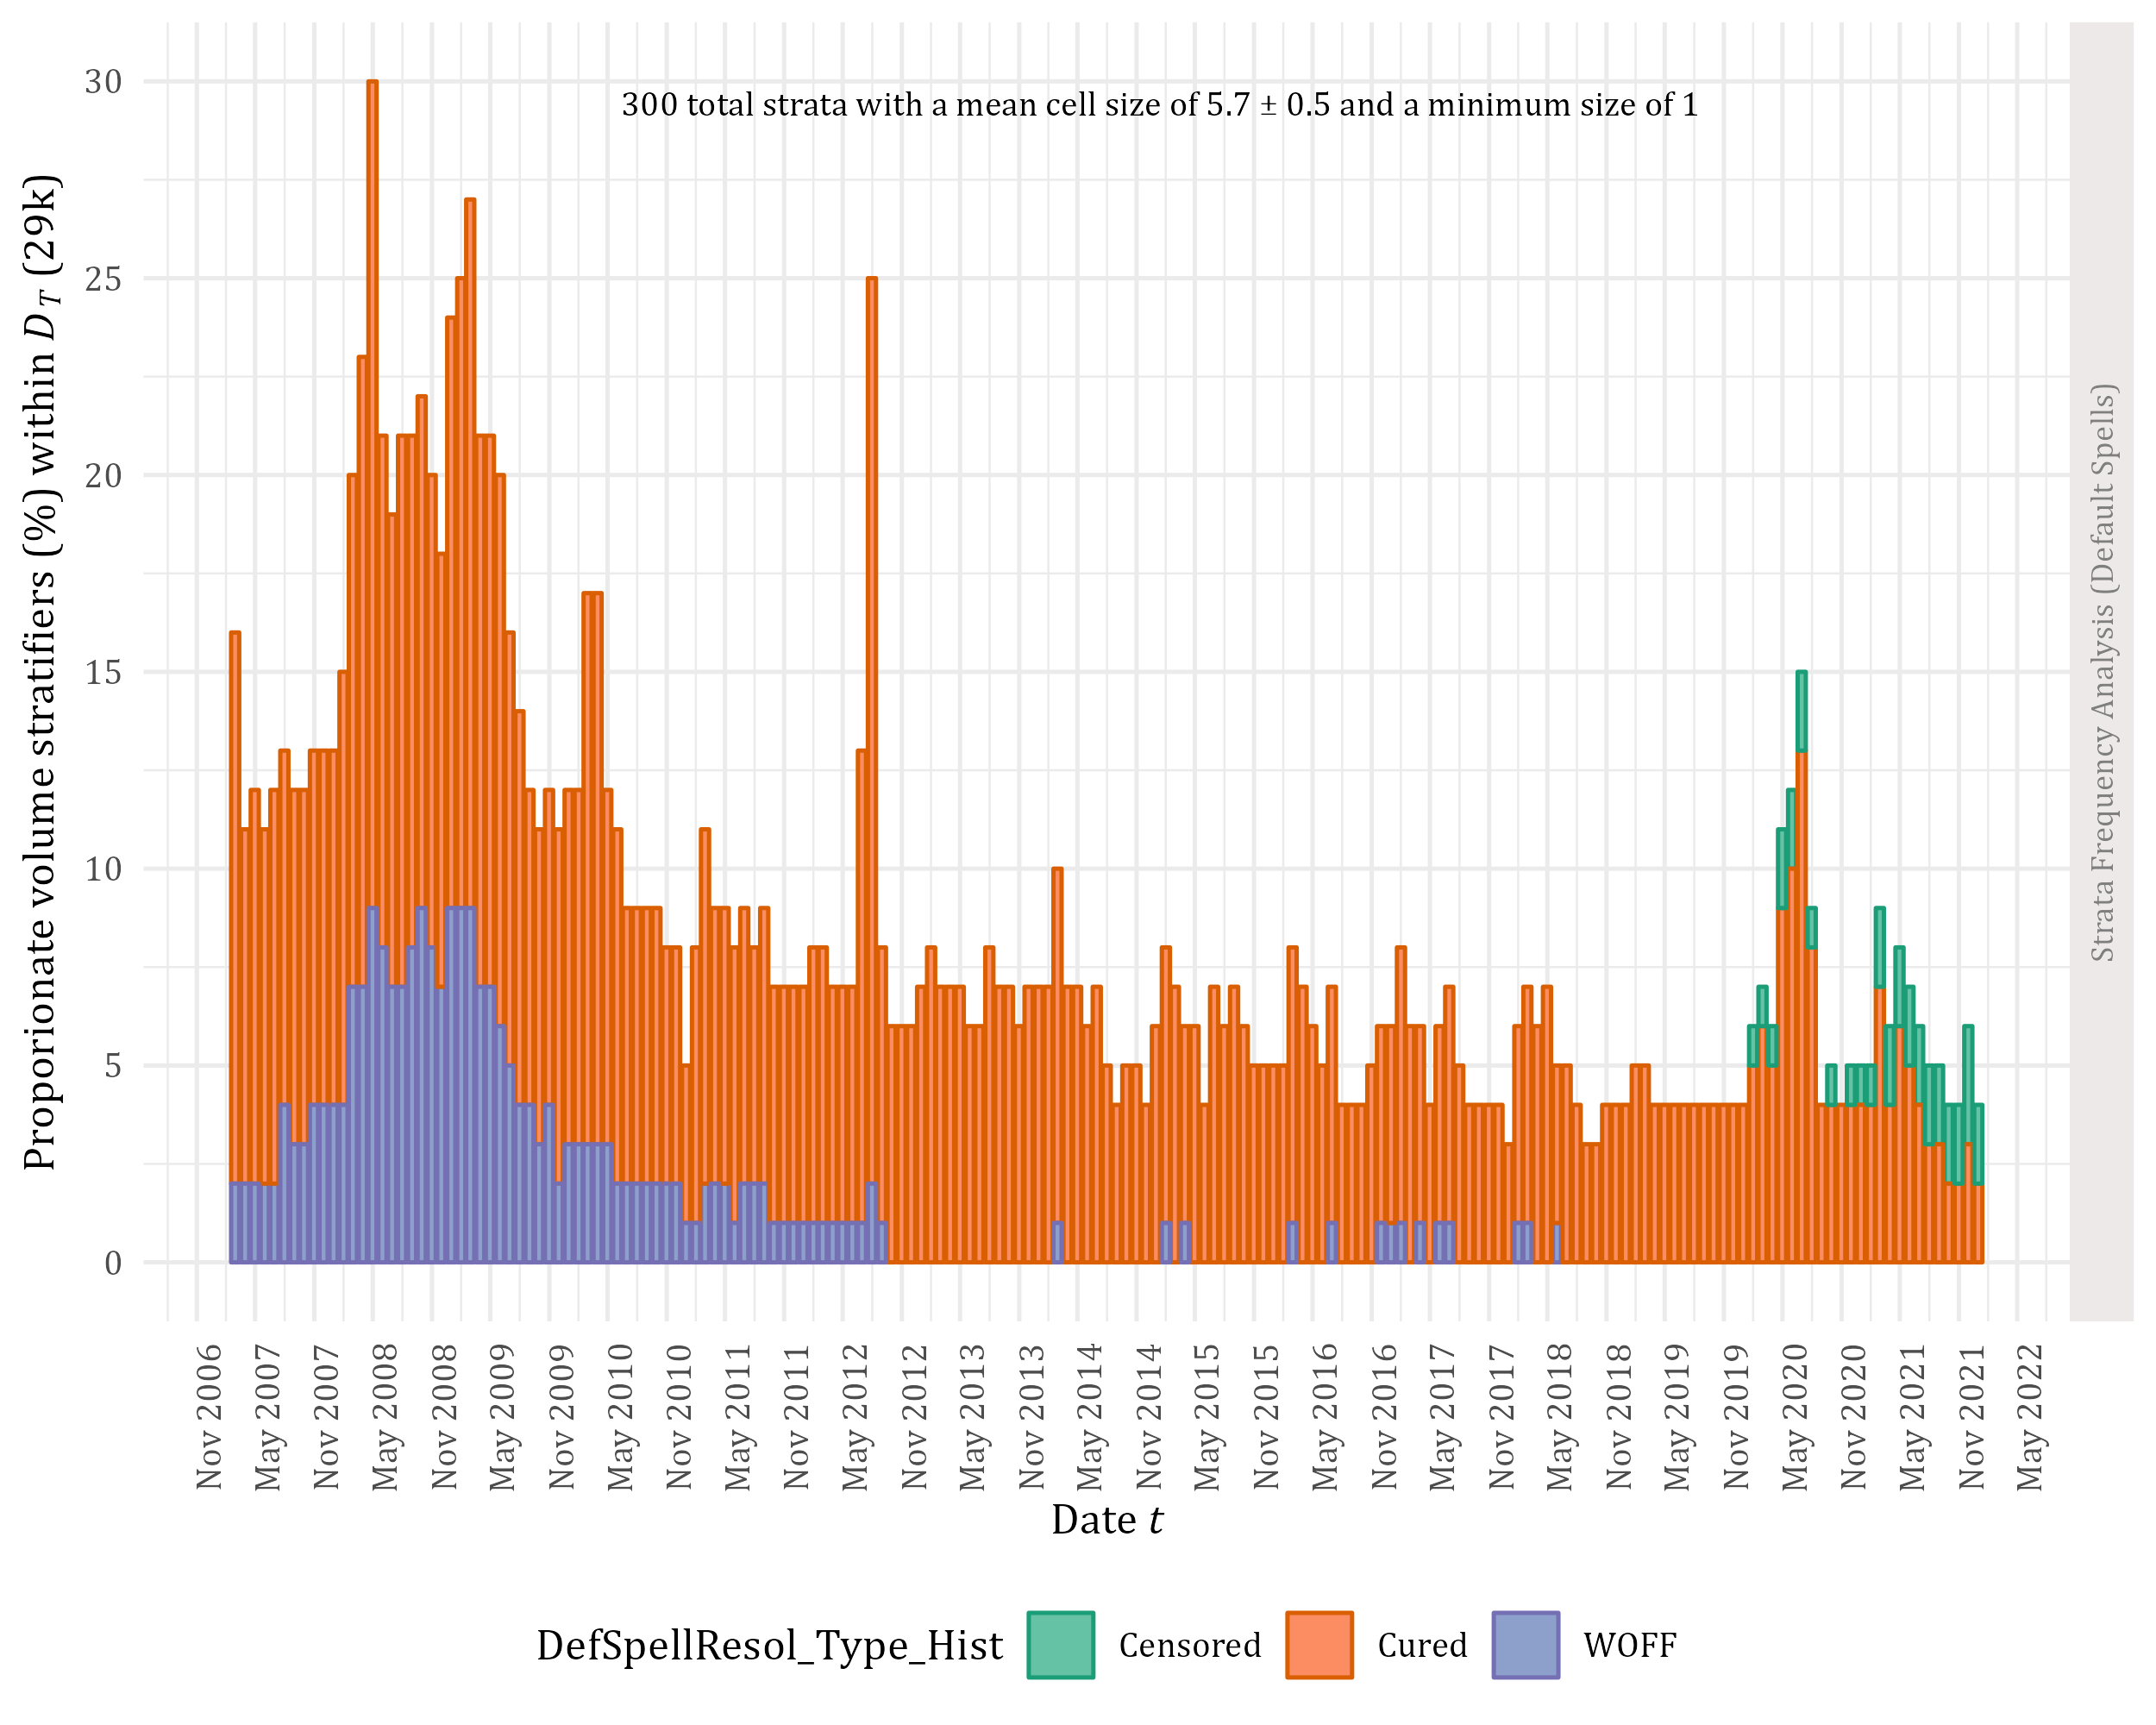 300 total strata with a mean cell size of 5.7 ± 0.5 and a minimum size of 1
Proporionate volume stratifiers (%) within D T (29k)
30
25
20
15
10
5
0
Strata Frequency Analysis (Default Spells)
Nov 2006
May 2007
Nov 2007
May 2008
Nov 2008
May 2009
Nov 2009
May 2010
Nov 2010
May 2011
Nov 2011
May 2012
Nov 2012
May 2013
Nov 2013
May 2014
Nov 2014
May 2015
Nov 2015
May 2016
Nov 2016
May 2017
Nov 2017
May 2018
Nov 2018
May 2019
Nov 2019
May 2020
Nov 2020
May 2021
Nov 2021
May 2022
Date t
DefSpellResol_Type_Hist Censored Cured WOFF